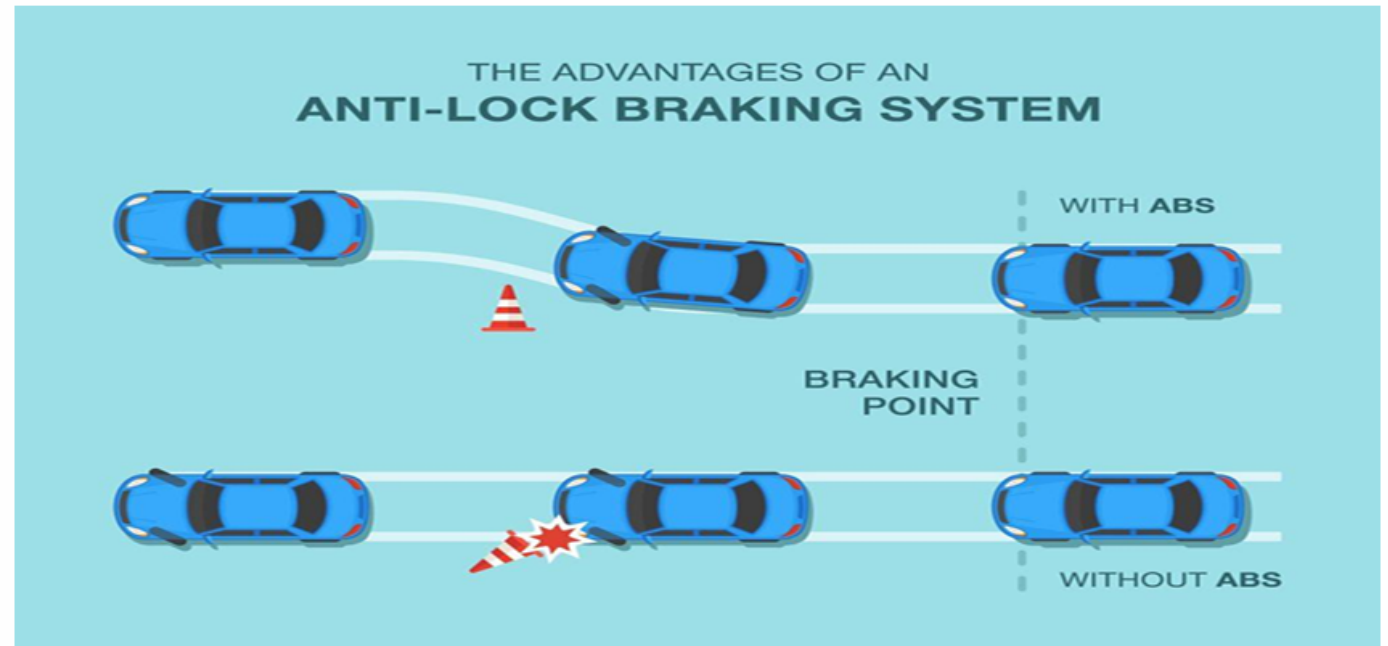 THE ADVANTAGES OF AN
ANTI-LOCK BRAKING SYSTEM
WITH ABS
BRAKING
POINT
WITHOUT ABS